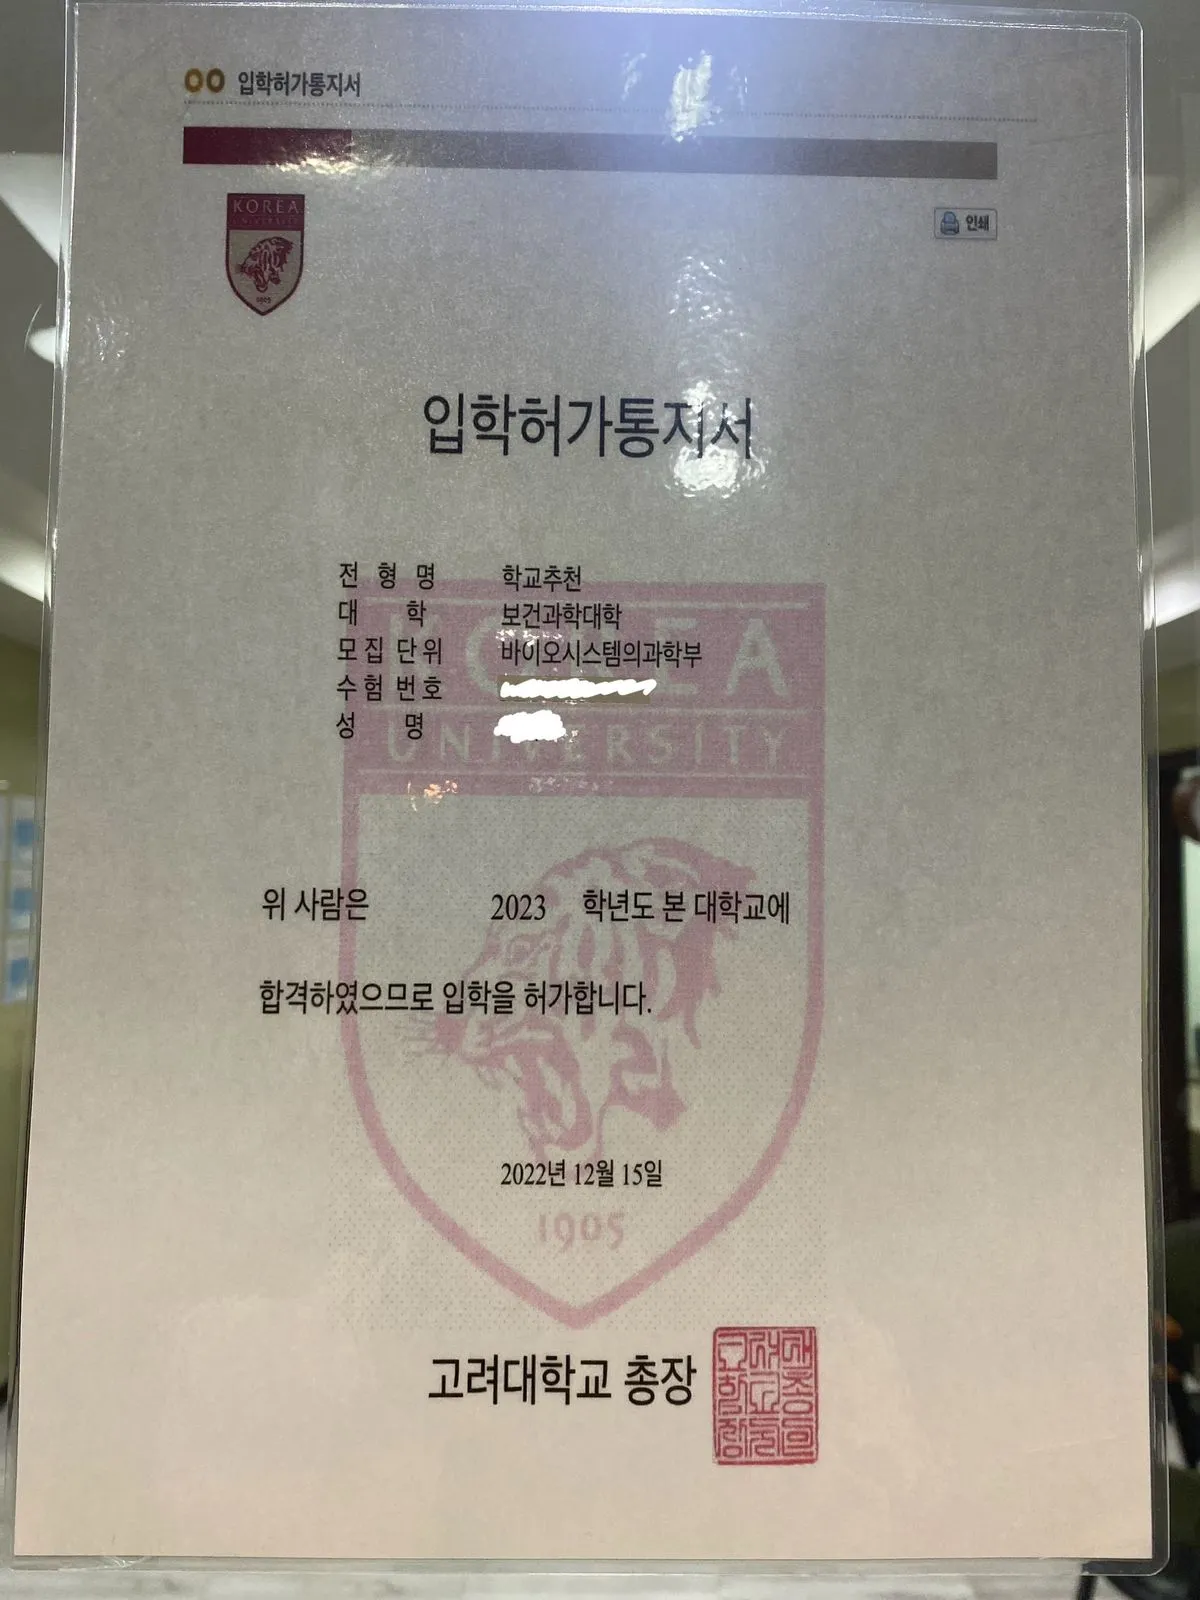 입학허가통지서
KOREA
UNIVERSITY
1905
인쇄
입학허가통지서
전 형 명 학교추천
대 학 보건과학대학
모집 단위 바이오시스템의과학부
수험 번호
성 명
KOREA
UNIVERSITY
위 사람은 2023 학년도 본 대학교에
합격하였으므로 입학을 허가합니다.
2022년 12월 15일
1905
고려대학교 총장